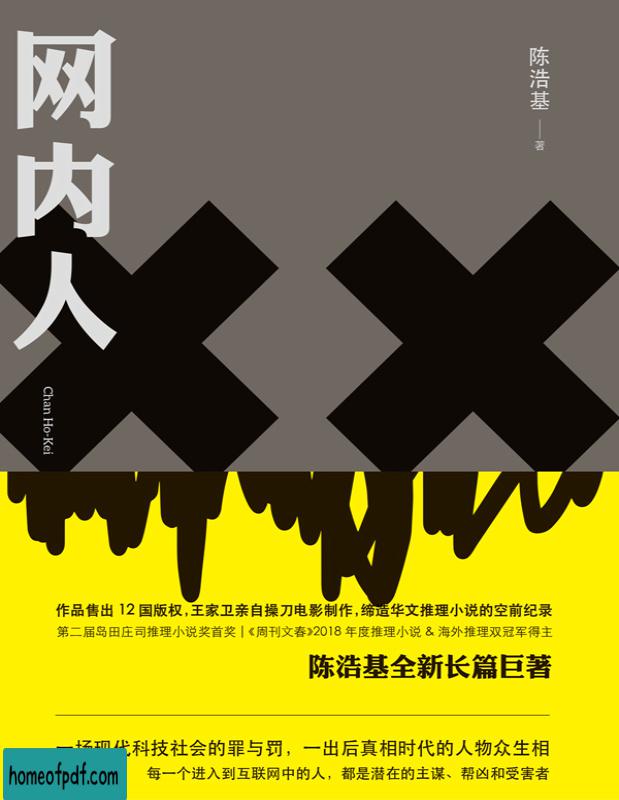 网内人
陈浩基
著
Chan Ho-Kei
作品售出 12 国版权,王家卫亲自操刀电影制作,缔造华文推理小说的空前纪录
第二届岛田庄司推理小说奖首奖|《周刊文春》2018 年度推理小说 & 海外推理双冠军得主
陈浩基全新长篇巨著
一场现代科技社会的罪与罚，一出后真相时代的人物众生相
每一个进入到互联网中的人，都是潜在的主谋、帮凶和受害者
homeofpdf.com